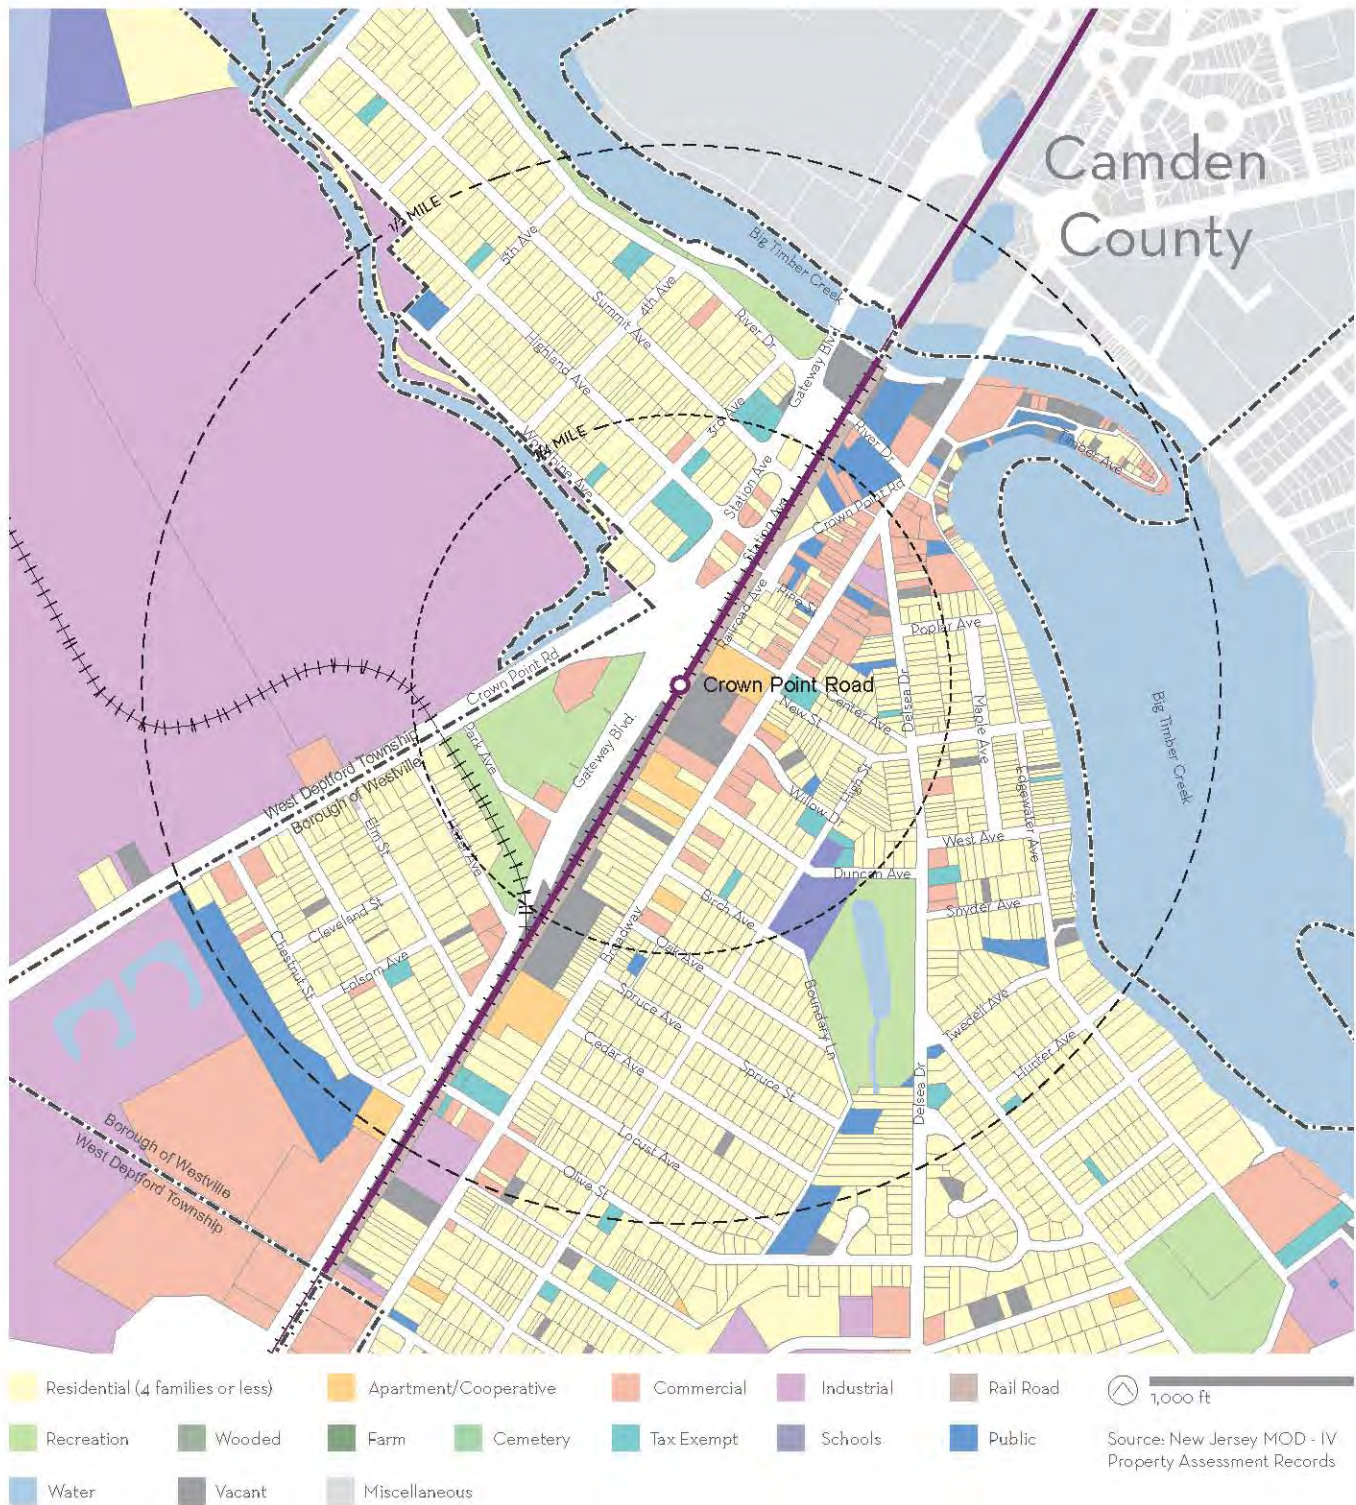 Camden
County
1/2 MILE
5th Ave
4th Ave
Summit Ave
Highland Ave
River Dr
Big Timber Creek
Gateway Blvd
3rd Ave
1/4 MILE
Woodbine Ave
Station Ave
Station Ave
River Dr
Timber Ave
Crown Point Rd
Railroad Ave
Pine St
Poplar Ave
Crown Point Rd
Crown Point Road
Center Ave
New St
Delsea Dr
Maple Ave
Big Timber Creek
Park Ave
Gateway Blvd.
West Deptford Township
Borough of Westville
Elm St
High St
Willow Dr
Edgewater Ave
West Ave
Duncan Ave
Birch Ave
Snyder Ave
Cleveland St
Chestnut St
Folsom Ave
Broadway
Oak Ave
Boundary Ln
Spruce Ave
Twedell Ave
Cedar Ave
Spruce St
Hunter Ave
Delsea Dr
Locust Ave
Olive St
Borough of Westville
West Deptford Township
Residential (4 families or less)
Apartment/Cooperative
Commercial
Industrial
Rail Road
1,000 ft
Recreation
Wooded
Farm
Cemetery
Tax Exempt
Schools
Public
Source: New Jersey MOD - IV
Property Assessment Records
Water
Vacant
Miscellaneous